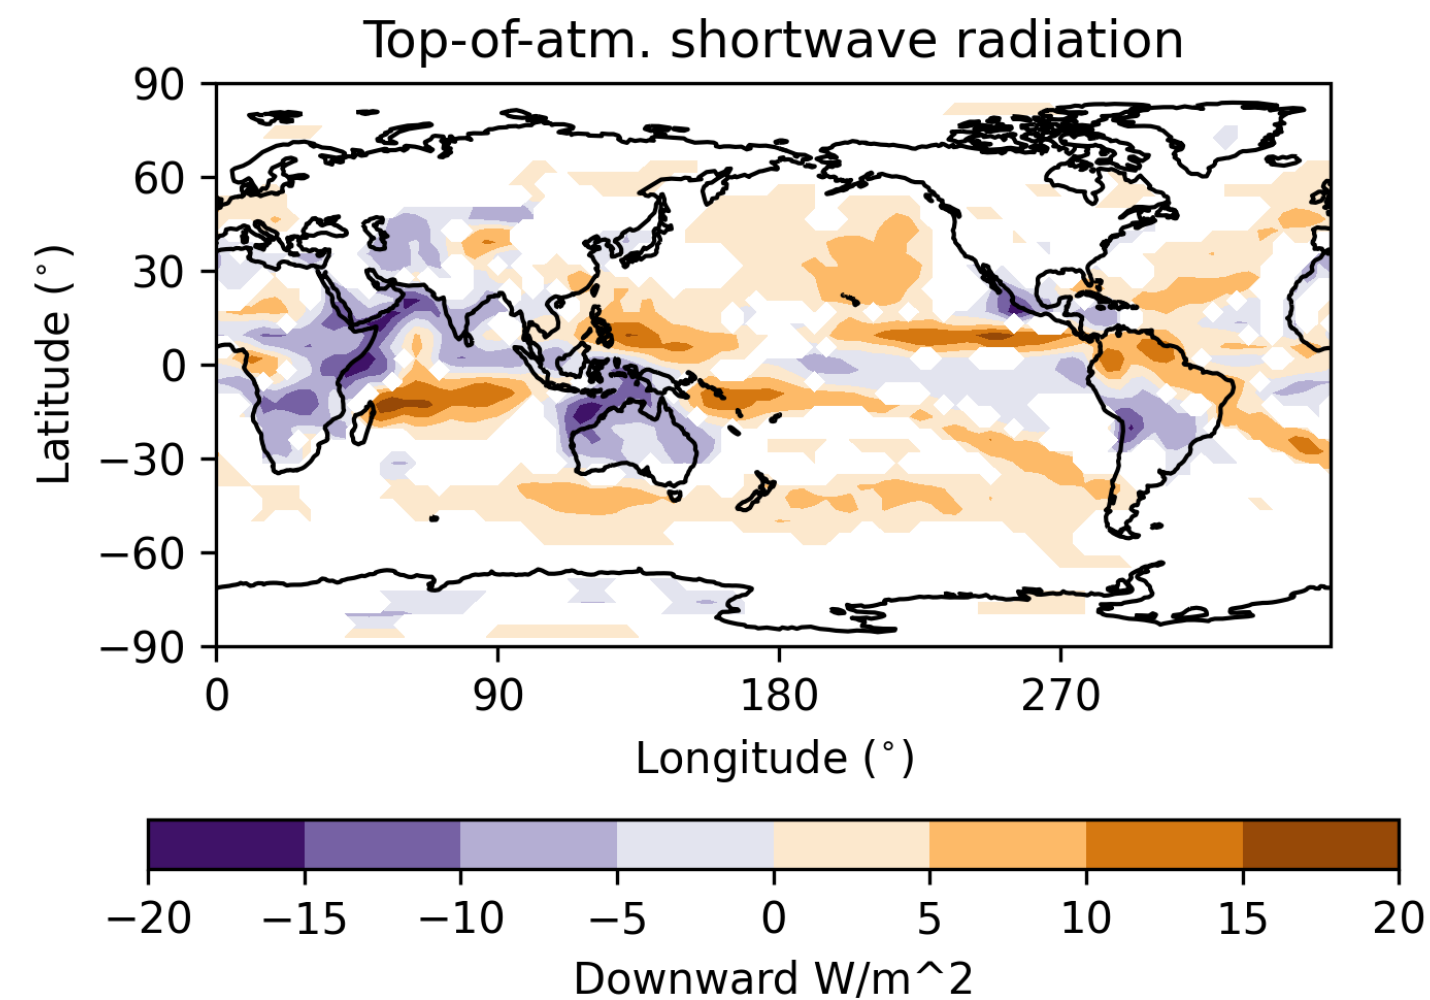 Top-of-atm. shortwave radiation
90
60
30
0
−30
−60
−90
Latitude (°)
0 90 180 270
Longitude (°)
−20 −15 −10 −5 0 5 10 15 20
Downward W/m^2